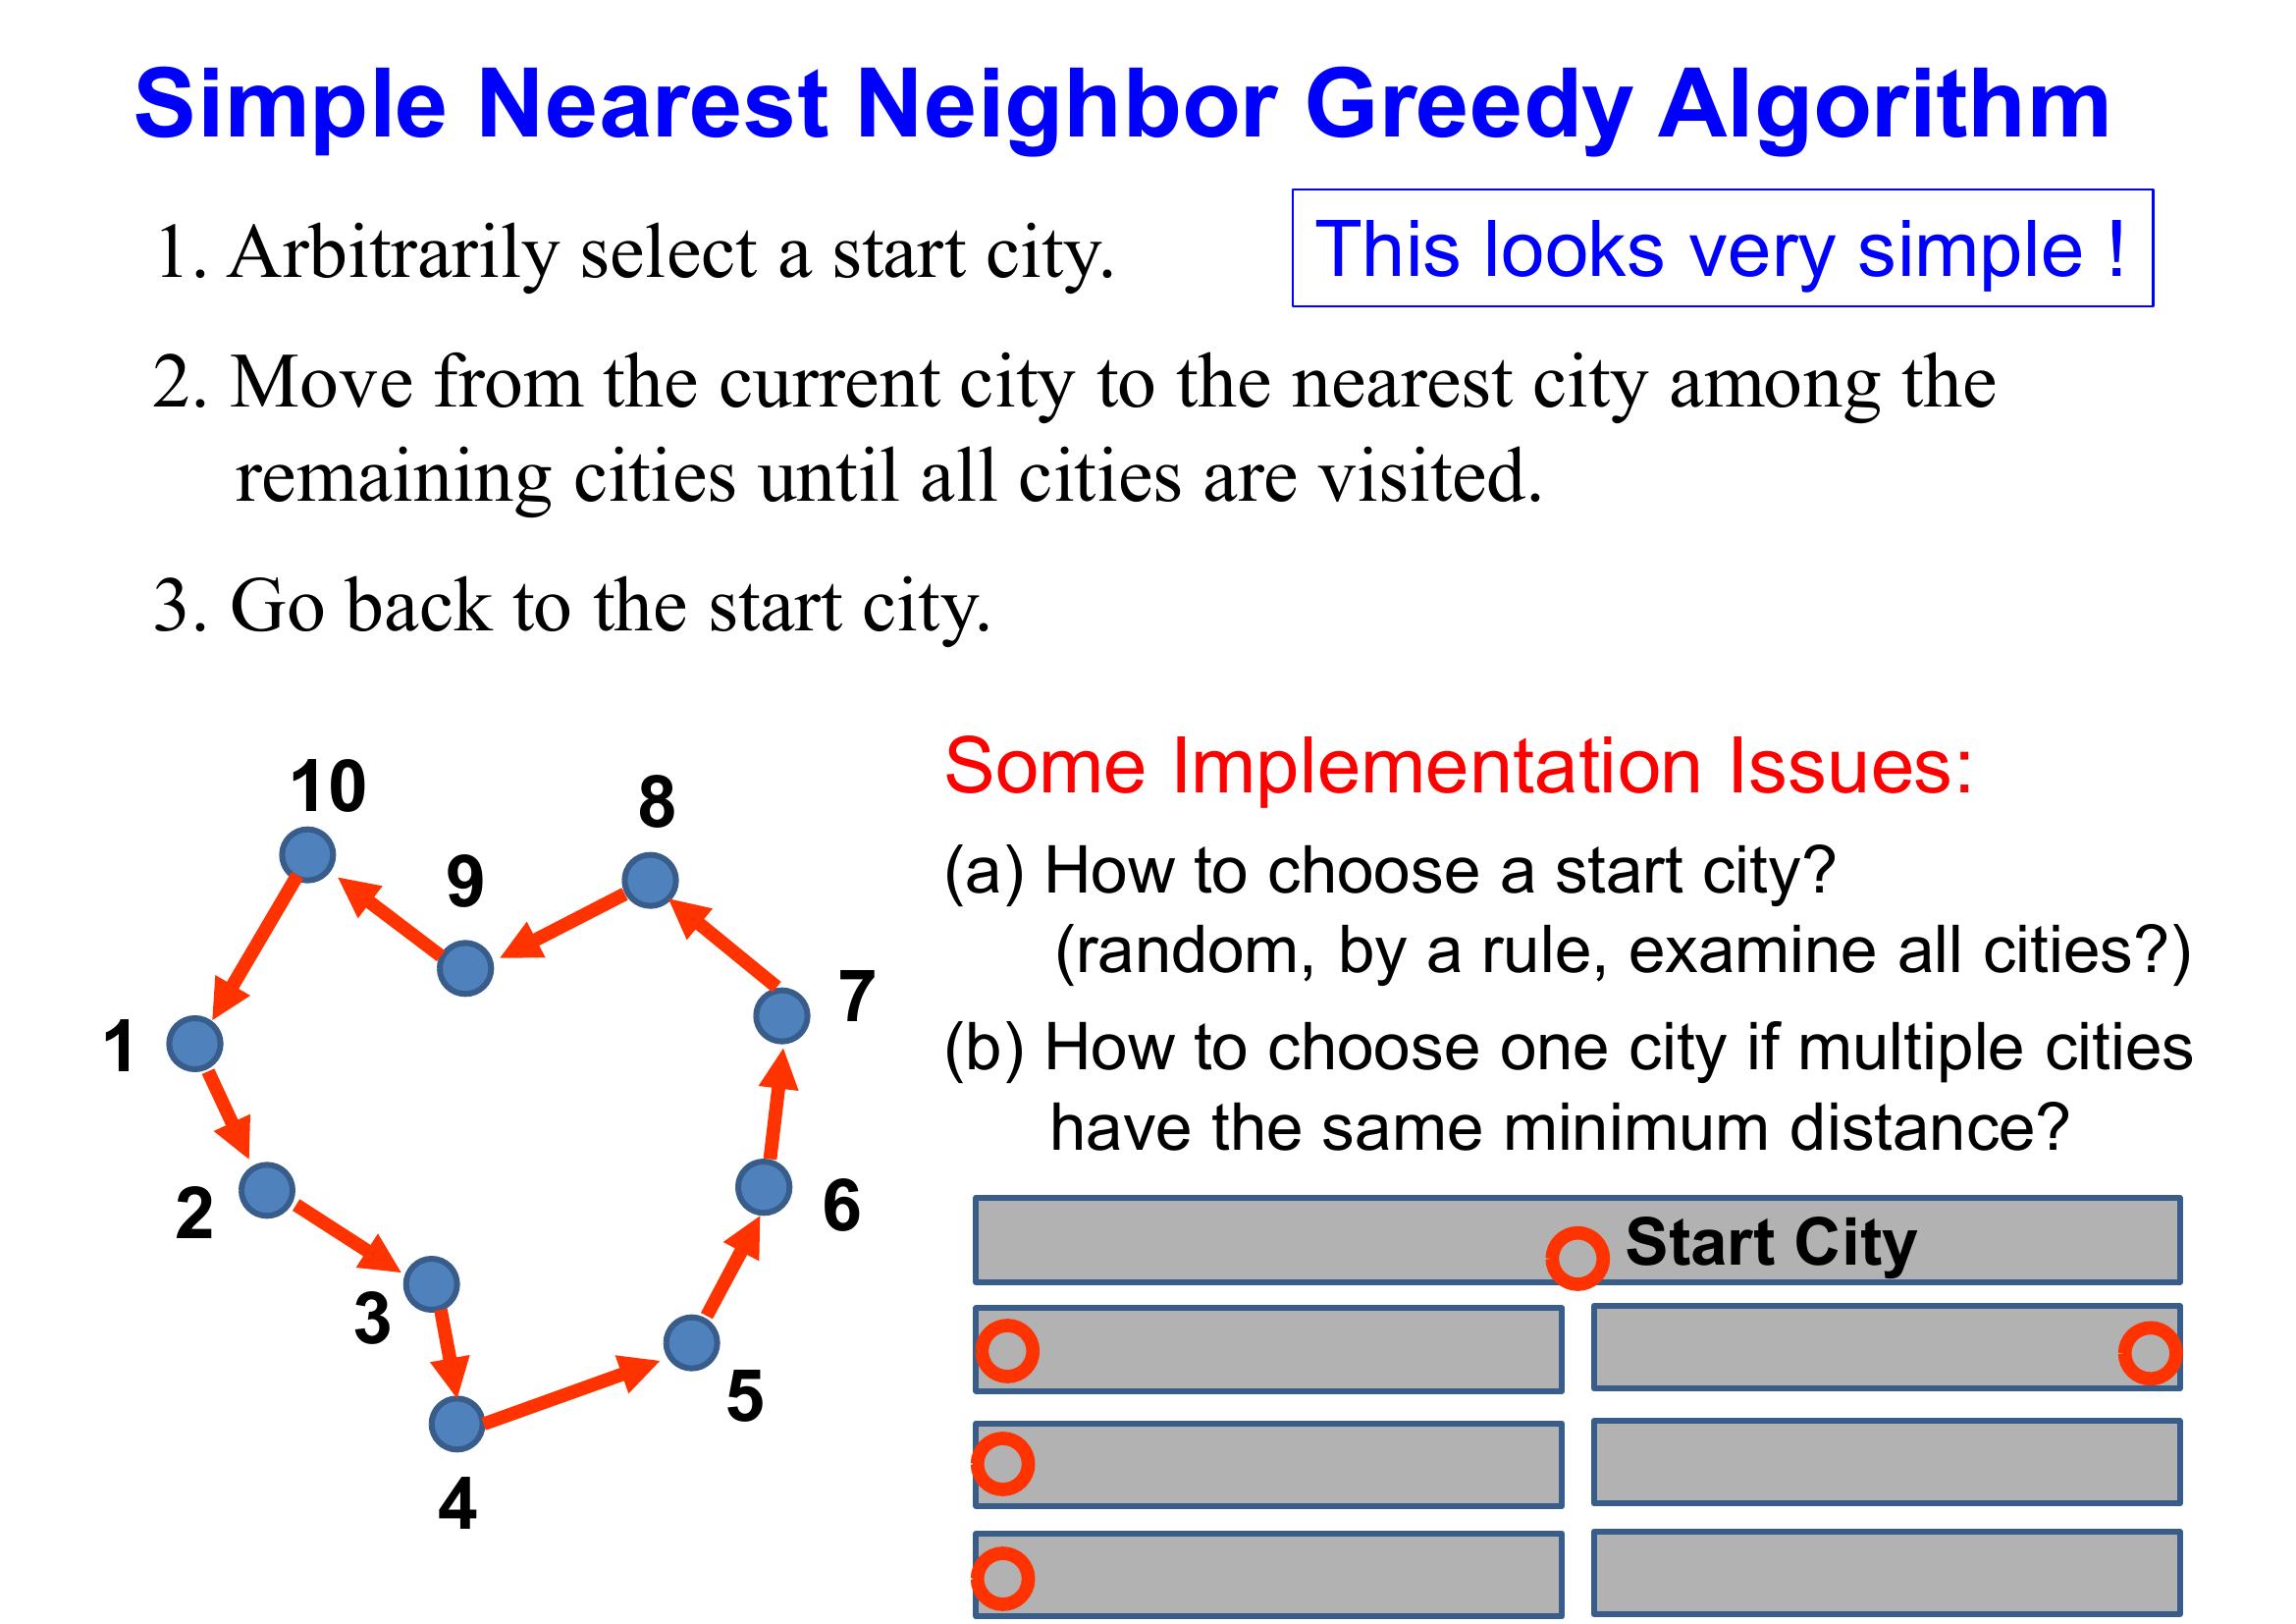 Simple Nearest Neighbor Greedy Algorithm
1. Arbitrarily select a start city.
This looks very simple !
2. Move from the current city to the nearest city among the
remaining cities until all cities are visited.
3. Go back to the start city.
10
8
9
7
1
2
6
3
5
4
Some Implementation Issues:
(a) How to choose a start city?
(random, by a rule, examine all cities?)
(b) How to choose one city if multiple cities
have the same minimum distance?
Start City